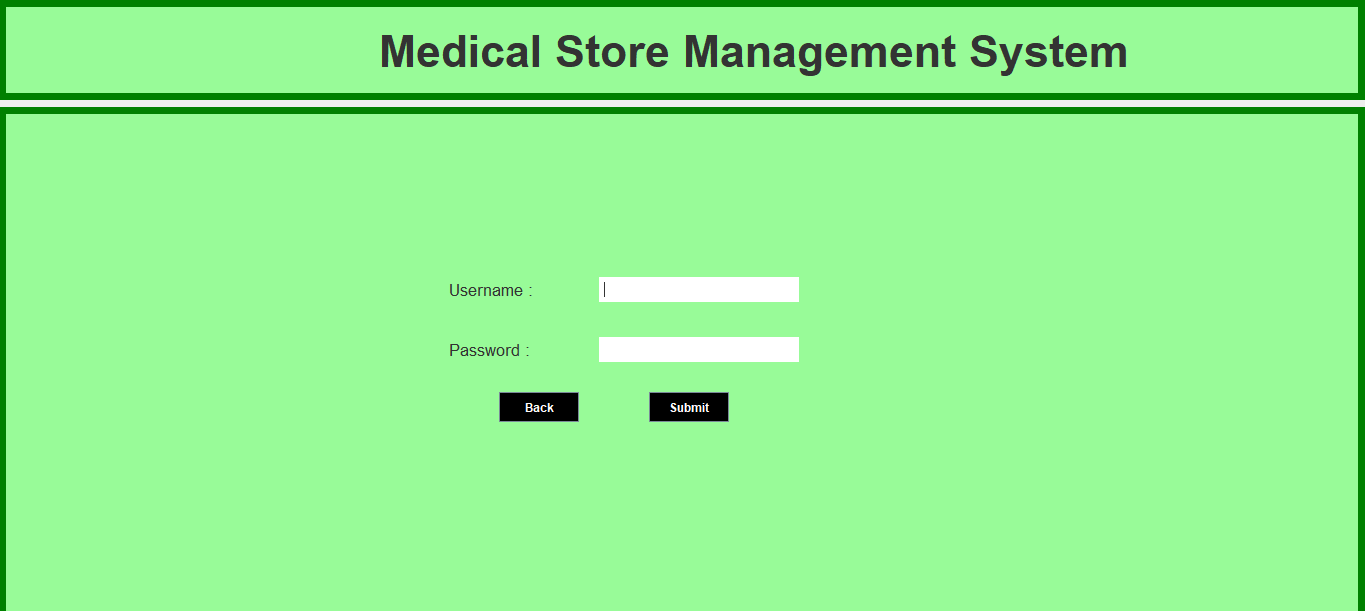 Medical Store Management System
Username :
Password :
Back
Submit